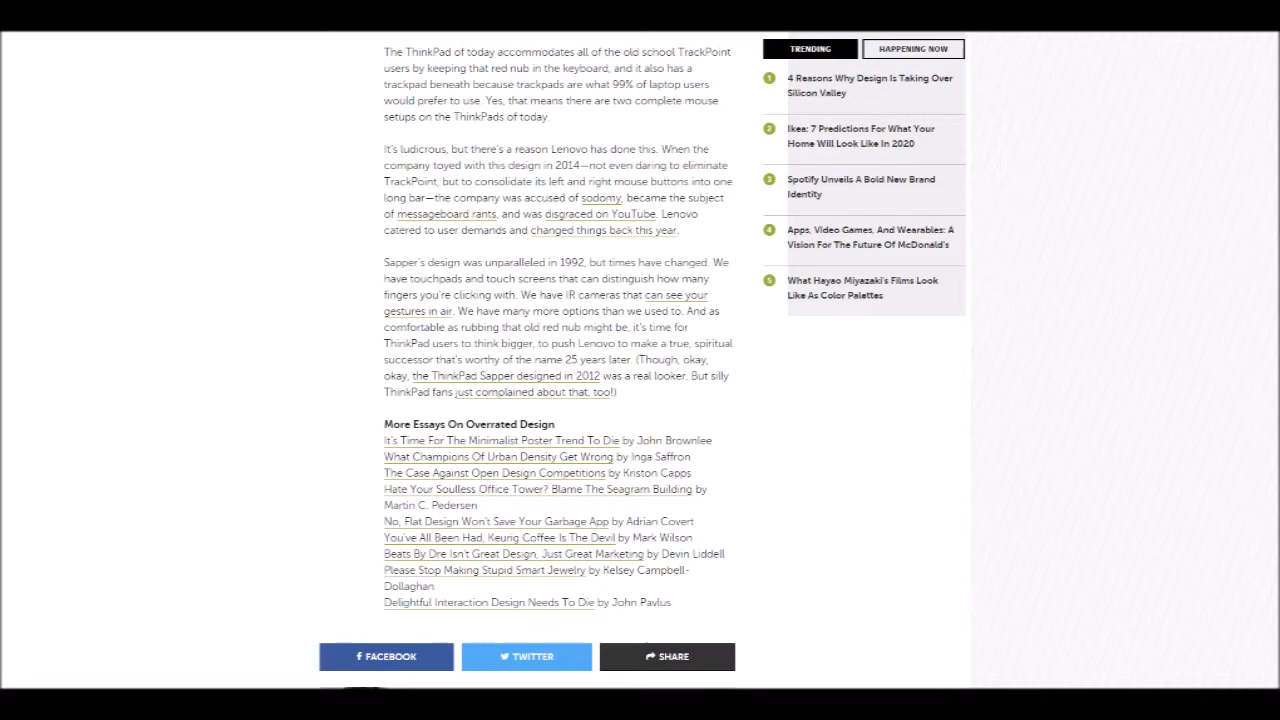 The ThinkPad of today accommodates all of the old school TrackPoint
users by keeping that red nub in the keyboard, and it also has a
trackpad beneath because trackpads are what 99% of laptop users
would prefer to use. Yes, that means there are two complete mouse
setups on the ThinkPads of today.
It's ludicrous, but there's a reason Lenovo has done this. When the
company toyed with this design in 2014—not even daring to eliminate
TrackPoint, but to consolidate its left and right mouse buttons into one
long bar—the company was accused of sodomy, became the subject
of messageboard rants, and was disgraced on YouTube. Lenovo
catered to user demands and changed things back this year.
Sapper's design was unparalleled in 1992, but times have changed. We
have touchpads and touch screens that can distinguish how many
fingers you're clicking with. We have IR cameras that can see your
gestures in air. We have many more options than we used to. And as
comfortable as rubbing that old red nub might be, it's time for
ThinkPad users to think bigger, to push Lenovo to make a true, spiritual
successor that's worthy of the name 25 years later. (Though, okay,
okay, the ThinkPad Sapper designed in 2012 was a real looker. But silly
ThinkPad fans just complained about that, too!)
More Essays On Overrated Design
It's Time For The Minimalist Poster Trend To Die by John Brownlee
What Champions Of Urban Density Get Wrong by Inga Saffron
The Case Against Open Design Competitions by Kriston Capps
Hate Your Soulless Office Tower? Blame The Seagram Building by
Martin C. Pedersen
No, Flat Design Won't Save Your Garbage App by Adrian Covert
You've All Been Had, Keurig Coffee Is The Devil by Mark Wilson
Beats By Dre Isn't Great Design, Just Great Marketing by Devin Liddell
Please Stop Making Stupid Smart Jewelry by Kelsey Campbell-
Dollaghan
Delightful Interaction Design Needs To Die by John Pavlus
FACEBOOK
TWITTER
SHARE
TRENDING
HAPPENING NOW
1 4 Reasons Why Design Is Taking Over
Silicon Valley
2 Ikea: 7 Predictions For What Your
Home Will Look Like In 2020
3 Spotify Unveils A Bold New Brand
Identity
4 Apps, Video Games, And Wearables: A
Vision For The Future Of McDonald's
5 What Hayao Miyazaki's Films Look
Like As Color Palettes